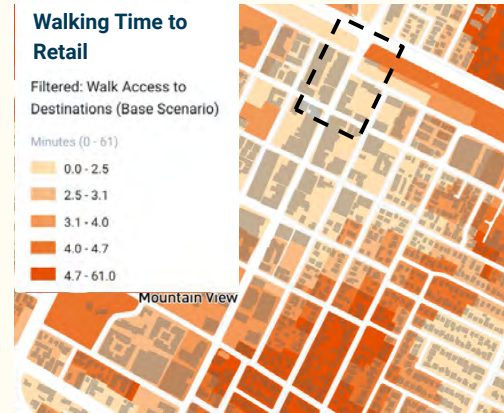 Walking Time to
Retail
Filtered: Walk Access to
Destinations (Base Scenario)
Minutes (0 - 61)
0.0 - 2.5
2.5 - 3.1
3.1 - 4.0
4.0 - 4.7
4.7 - 61.0
Mountain View